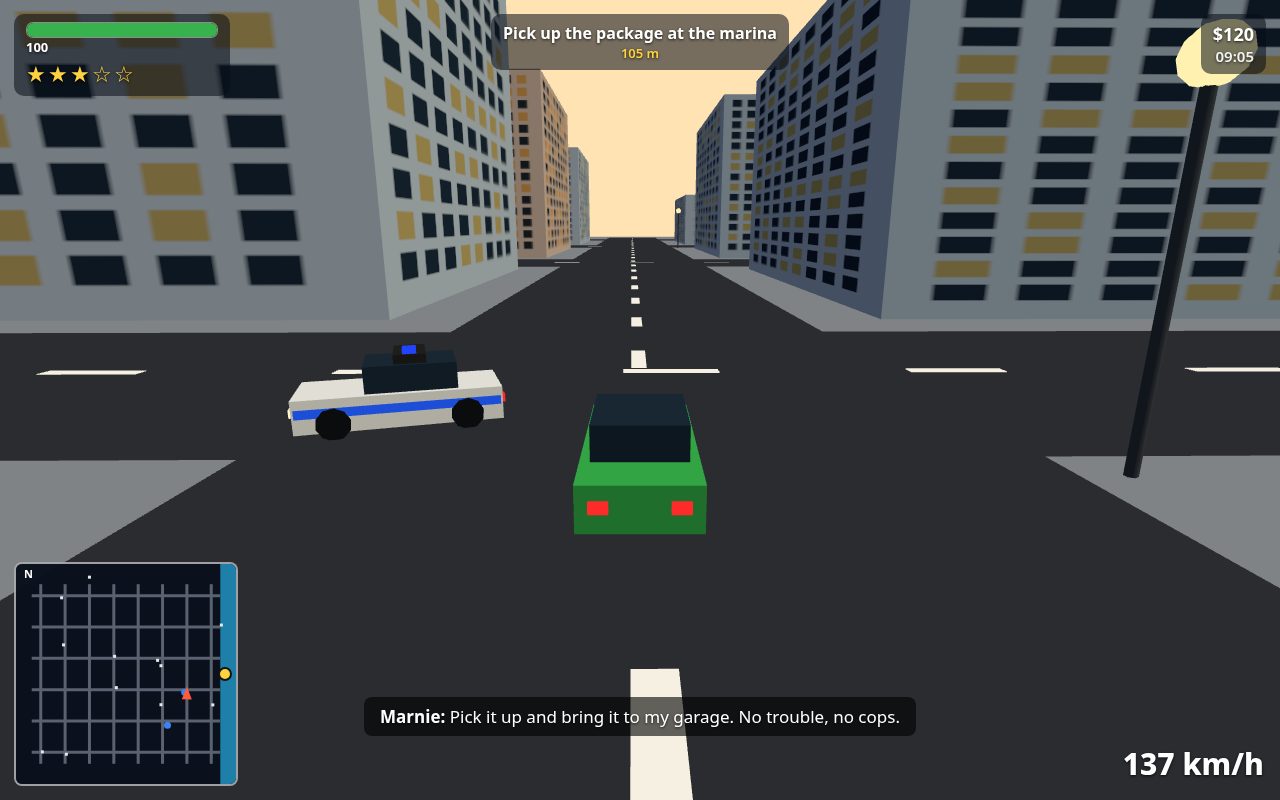 100
★★★☆☆
Pick up the package at the marina
105 m
$120
09:05
N
Marnie: Pick it up and bring it to my garage. No trouble, no cops.
137 km/h